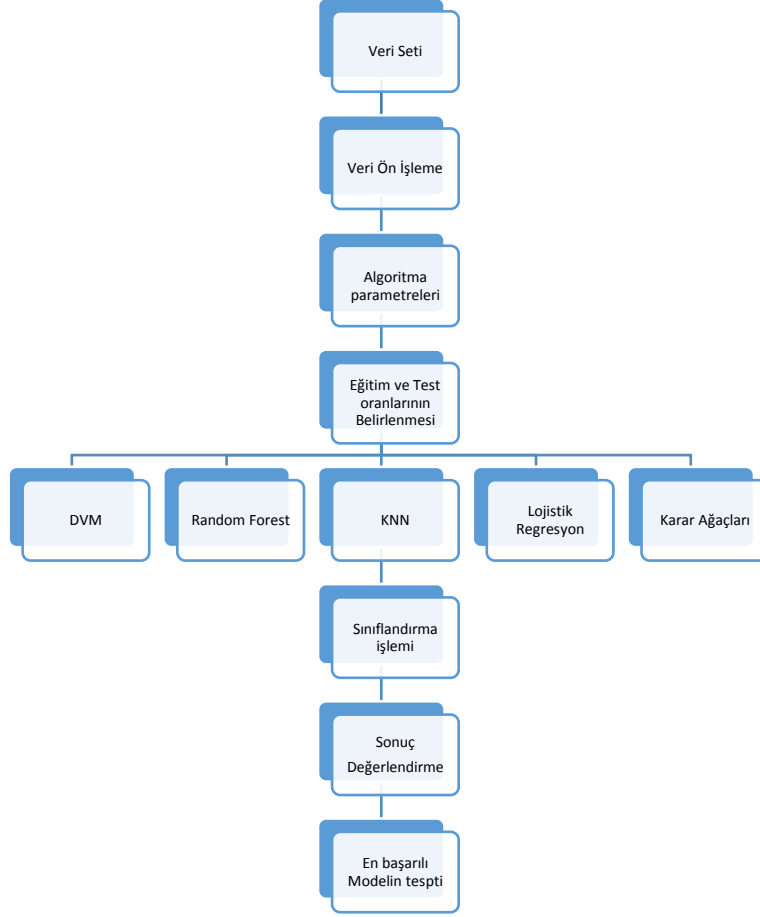 Veri Seti
Veri Ön İşleme
Algoritma
parametreleri
Eğitim ve Test
oranlarının
Belirlenmesi
DVM
Random Forest
KNN
Lojistik
Regresyon
Karar Ağaçları
Sınıflandırma
işlemi
Sonuç
Değerlendirme
En başarılı
Modelin tespti